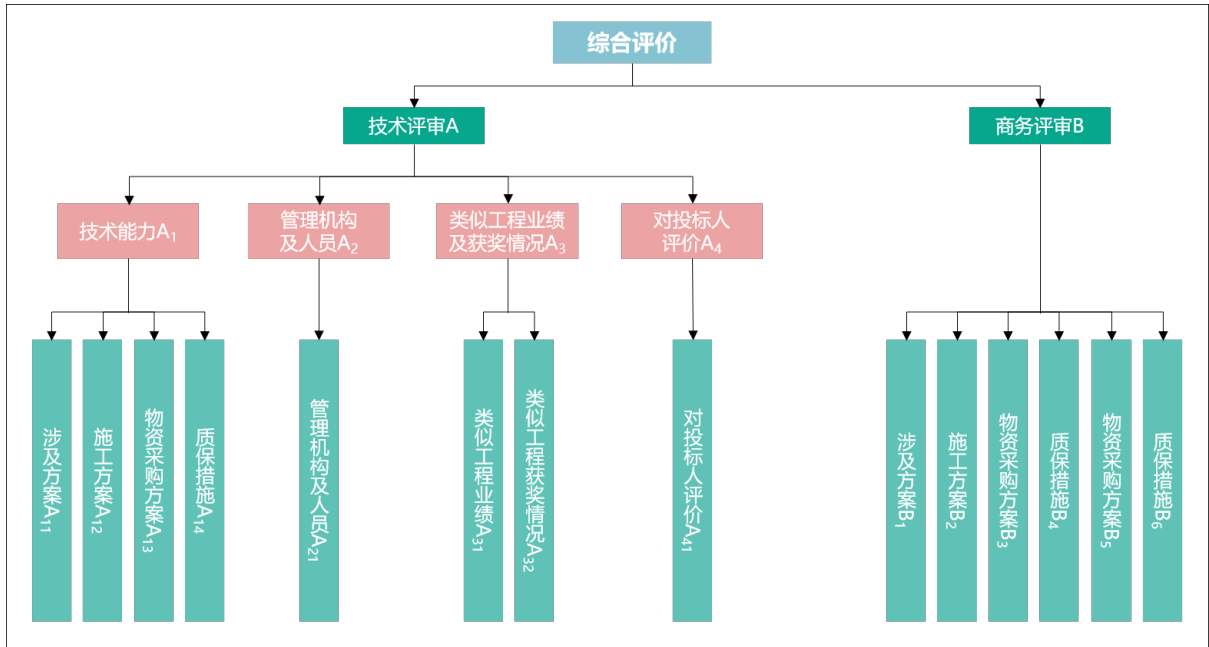 综合评价
技术评审A
商务评审B
技术能力A₁
管理机构
及人员A₂
类似工程业绩
及获奖情况A₃
对投标人
评价A₄
涉及方案A₁₁
施工方案A₁₂
物资采购方案A₁₃
质保措施A₁₄
管理机构及人员A₂₁
类似工程业绩A₃₁
类似工程获奖情况A₃₂
对投标人评价A₄₁
涉及方案B₁
施工方案B₂
物资采购方案B₃
质保措施B₄
物资采购方案B₅
质保措施B₆